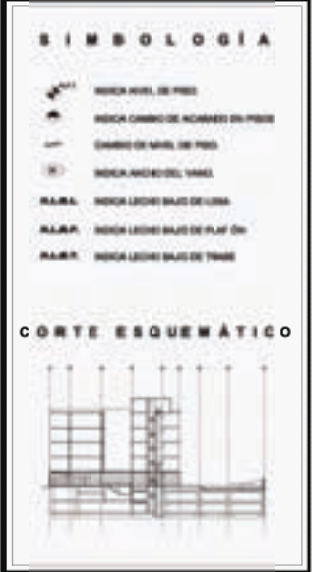 SIMBOLOGÍA
INDICA NIVEL DE PISO.
INDICA CAMBIO DE ACABADO EN PISOS
CAMBIO DE NIVEL DE PISO.
INDICA ANCHO DEL VANO.
N.L.B.L. INDICA LECHO BAJO DE LOSA
N.L.B.P. INDICA LECHO BAJO DE PLAFÓN
N.L.B.T. INDICA LECHO BAJO DE TRABE
CORTE ESQUEMÁTICO